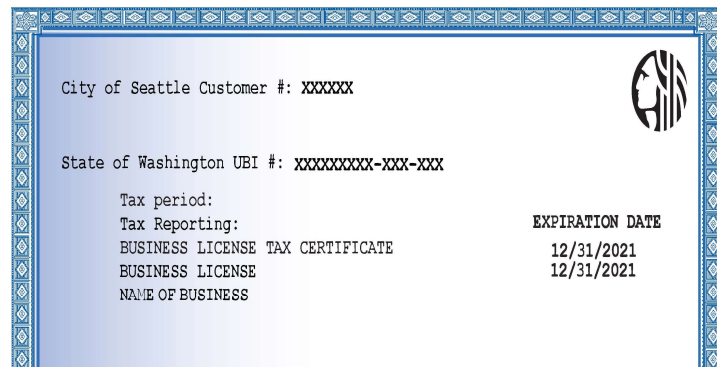 City of Seattle Customer #: XXXXXX
State of Washington UBI #: XXXXXXXXX-XXX-XXX
Tax period:
Tax Reporting:
EXPIRATION DATE
BUSINESS LICENSE TAX CERTIFICATE 12/31/2021
BUSINESS LICENSE 12/31/2021
NAME OF BUSINESS